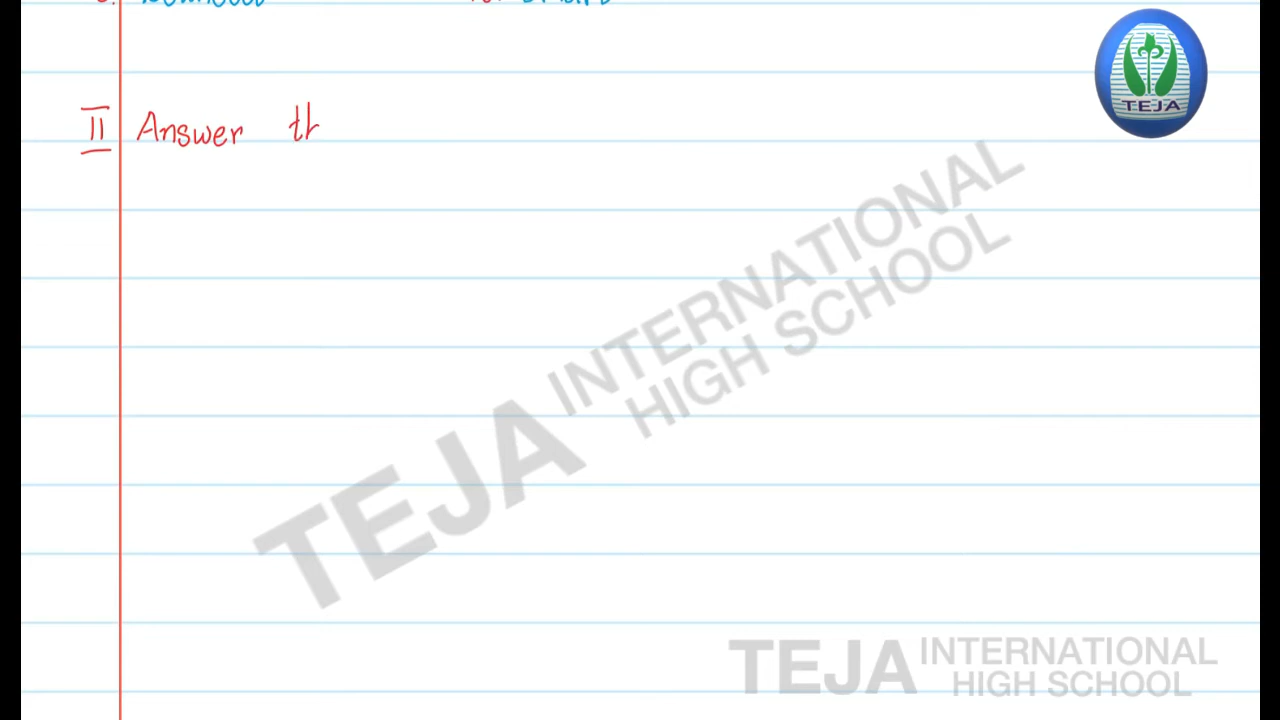 TEJA
II Answer th
TEJA INTERNATIONAL
HIGH SCHOOL
TEJA INTERNATIONAL
HIGH SCHOOL